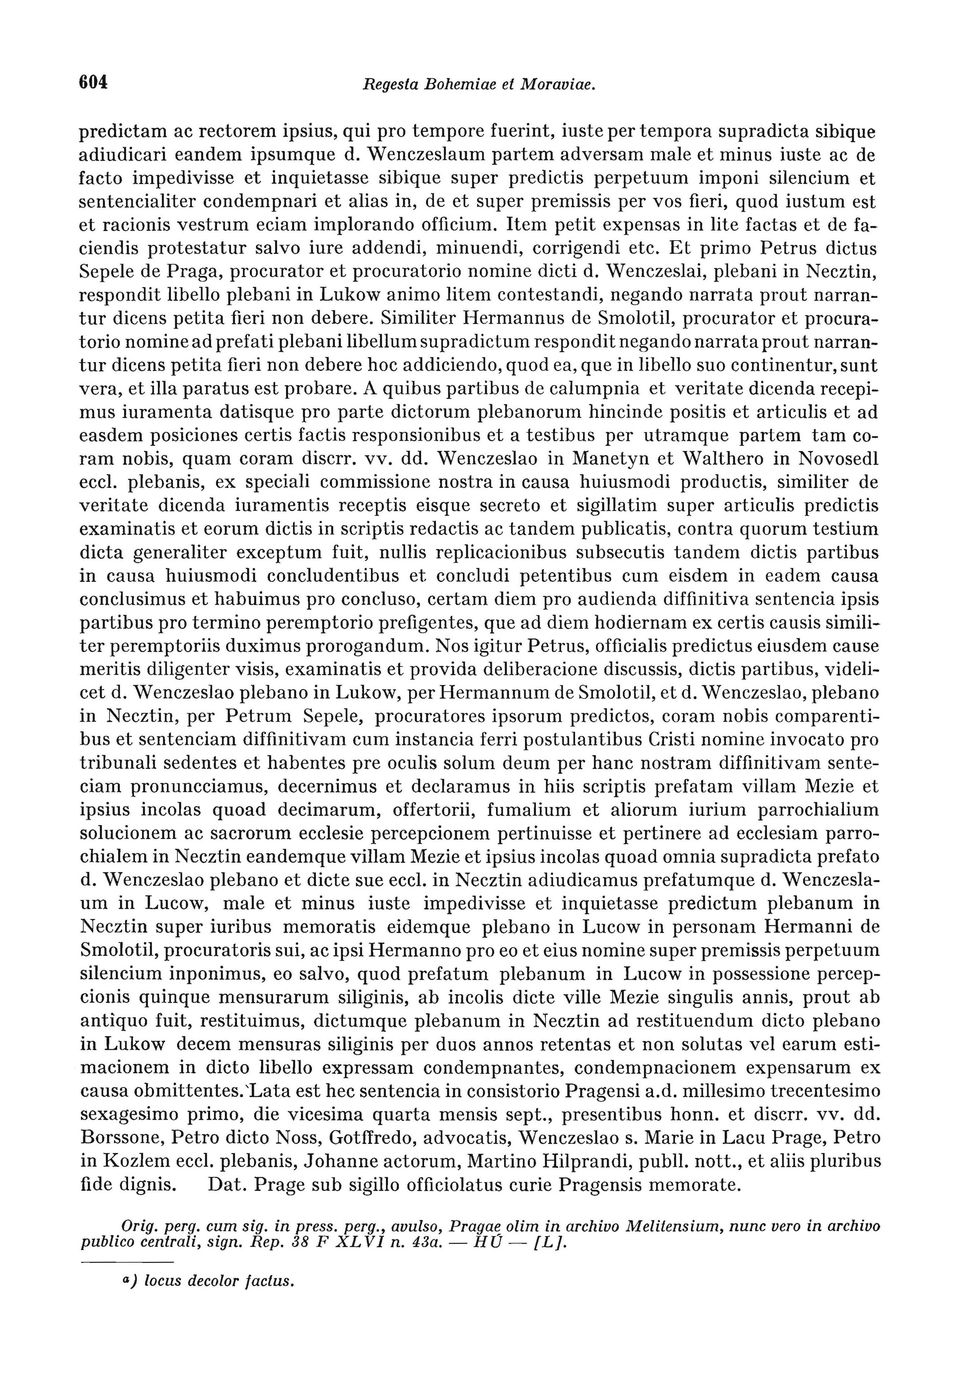 604 Regesta Bohemiae et Moraviae.
predictam ac rectorem ipsius, qui pro tempore fuerint, iuste per tempora supradicta sibique
adiudicari eandem ipsumque d. Wenczeslaum partem adversam male et minus iuste ac de
facto impedivisse et inquietasse sibique super predictis perpetuum imponi silencium et
sentencialiter condempnari et alias in, de et super premissis per vos fieri, quod iustum est
et racionis vestrum eciam implorando officium. Item petit expensas in lite factas et de fa-
ciendis protestatur salvo iure addendi, minuendi, corrigendi etc. Et primo Petrus dictus
Sepele de Praga, procurator et procuratorio nomine dicti d. Wenczeslai, plebani in Necztin,
respondit libello plebani in Lukow animo litem contestandi, negando narrata prout narran-
tur dicens petita fieri non debere. Similiter Hermannus de Smolotil, procurator et procura-
torio nomine ad prefati plebani libellum supradictum respondit negando narrata prout narran-
tur dicens petita fieri non debere hoc addiciendo, quod ea, que in libello suo continentur, sunt
vera, et illa paratus est probare. A quibus partibus de calumpnia et veritate dicenda recepi-
mus iuramenta datisque pro parte dictorum plebanorum hincinde positis et articulis et ad
easdem posiciones certis factis responsionibus et a testibus per utramque partem tam co-
ram nobis, quam coram discrr. vv. dd. Wenczeslao in Manetyn et Walthero in Novosedl
eccl. plebanis, ex speciali commissione nostra in causa huiusmodi productis, similiter de
veritate dicenda iuramentis receptis eisque secreto et sigillatim super articulis predictis
examinatis et eorum dictis in scriptis redactis ac tandem publicatis, contra quorum testium
dicta generaliter exceptum fuit, nullis replicacionibus subsecutis tandem dictis partibus
in causa huiusmodi concludentibus et concludi petentibus cum eisdem in eadem causa
conclusimus et habuimus pro concluso, certam diem pro audienda diffinitiva sentencia ipsis
partibus pro termino peremptorio prefigentes, que ad diem hodiernam ex certis causis simili-
ter peremptoriis duximus prorogandum. Nos igitur Petrus, officialis predictus eiusdem cause
meritis diligenter visis, examinatis et provida deliberacione discussis, dictis partibus, videli-
cet d. Wenczeslao plebano in Lukow, per Hermannum de Smolotil, et d. Wenczeslao, plebano
in Necztin, per Petrum Sepele, procuratores ipsorum predictos, coram nobis comparenti-
bus et sentenciam diffinitivam cum instancia ferri postulantibus Cristi nomine invocato pro
tribunali sedentes et habentes pre oculis solum deum per hanc nostram diffinitivam sente-
ciam pronuncciamus, decernimus et declaramus in hiis scriptis prefatam villam Mezie et
ipsius incolas quoad decimarum, offertorii, fumalium et aliorum iurium parrochialium
solucionem ac sacrorum ecclesie percepcionem pertinuisse et pertinere ad ecclesiam parro-
chialem in Necztin eandemque villam Mezie et ipsius incolas quoad omnia supradicta prefato
d. Wenczeslao plebano et dicte sue eccl. in Necztin adiudicamus prefatumque d. Wenczesla-
um in Lucow, male et minus iuste impedivisse et inquietasse predictum plebanum in
Necztin super iuribus memoratis eidemque plebano in Lucow in personam Hermanni de
Smolotil, procuratoris sui, ac ipsi Hermanno pro eo et eius nomine super premissis perpetuum
silencium inponimus, eo salvo, quod prefatum plebanum in Lucow in possessione percep-
cionis quinque mensurarum siliginis, ab incolis dicte ville Mezie singulis annis, prout ab
antiquo fuit, restituimus, dictumque plebanum in Necztin ad restituendum dicto plebano
in Lukow decem mensuras siliginis per duos annos retentas et non solutas vel earum esti-
macionem in dicto libello expressam condempnantes, condempnacionem expensarum ex
causa obmittentes. Lata est hec sentencia in consistorio Pragensi a.d. millesimo trecentesimo
sexagesimo primo, die vicesima quarta mensis sept., presentibus honn. et discrr. vv. dd.
Borssone, Petro dicto Noss, Gotffredo, advocatis, Wenczeslao s. Marie in Lacu Prage, Petro
in Kozlem eccl. plebanis, Johanne actorum, Martino Hilprandi, publl. nott., et aliis pluribus
fide dignis. Dat. Prage sub sigillo officiolatus curie Pragensis memorate.
Orig. perg. cum sig. in press. perg., avulso, Pragae olim in archivo Melitensium, nunc vero in archivo
publico centrali, sign. Rep. 38 F XLVI n. 43a. — HÚ — [L].
a) locus decolor factus.